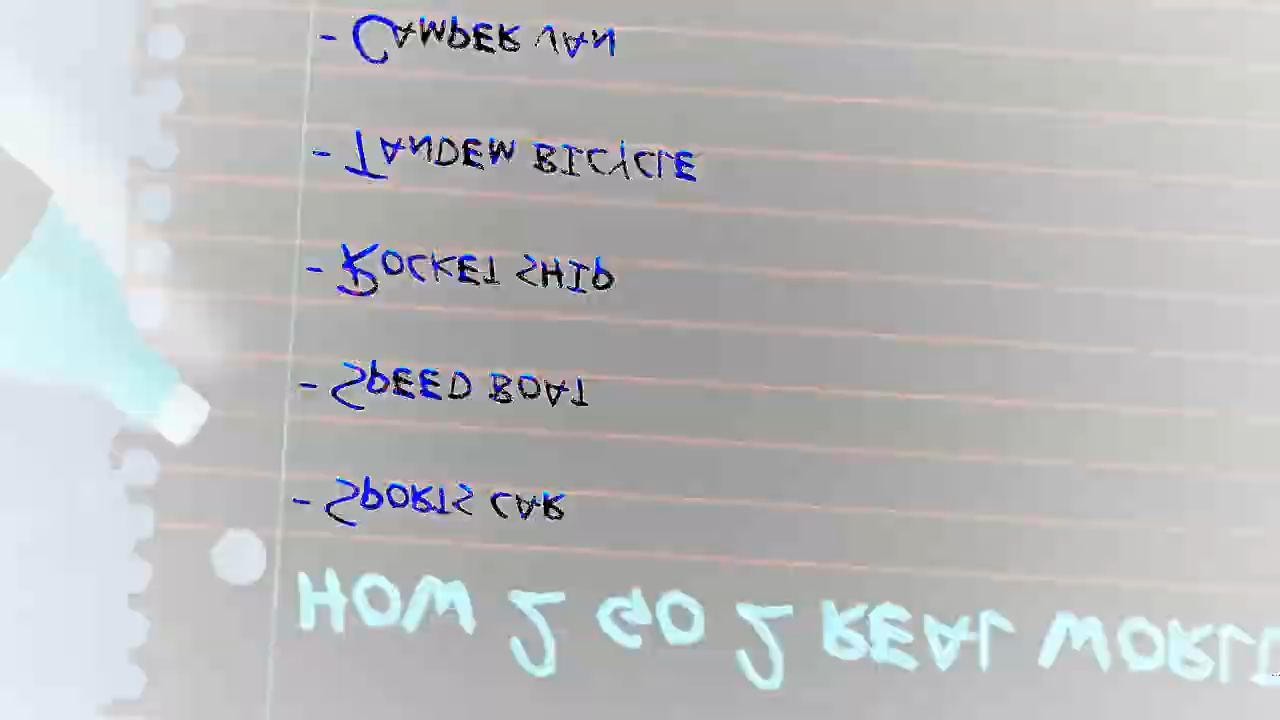 HOW 2 GO 2 REAL WORLD
- SPORTS CAR
- SPEED BOAT
- ROCKET SHIP
- TANDEM BICYCLE
- CAMPER VAN